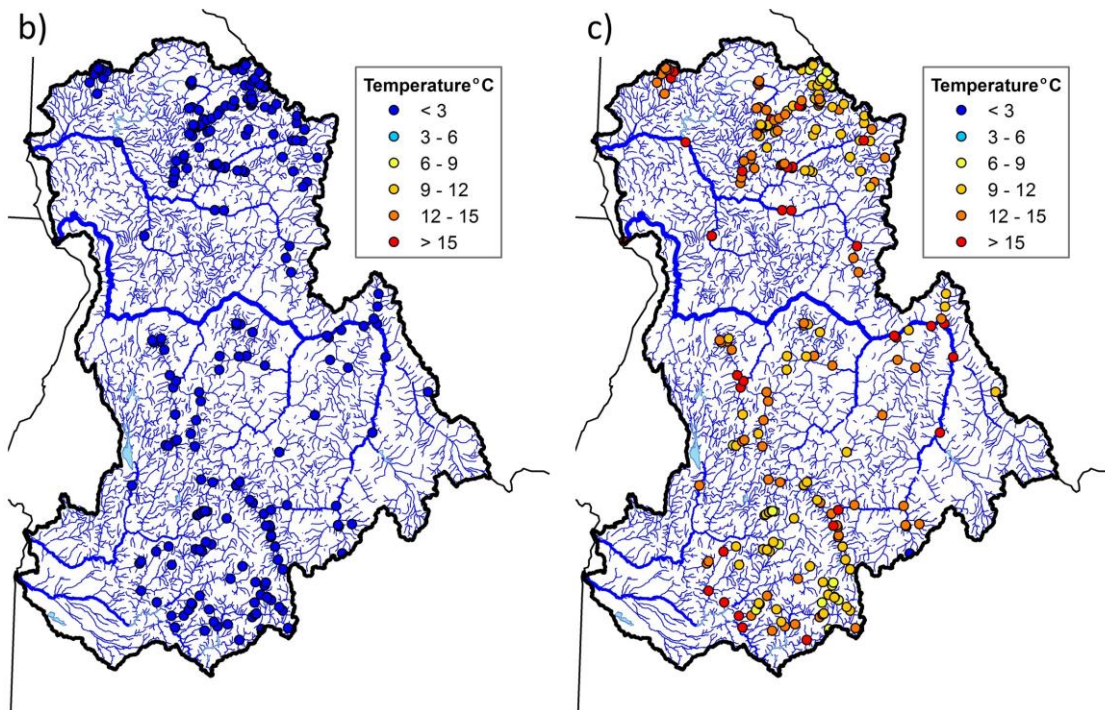 b)
Temperature°C
< 3
3 - 6
6 - 9
9 - 12
12 - 15
> 15
c)
Temperature°C
< 3
3 - 6
6 - 9
9 - 12
12 - 15
> 15